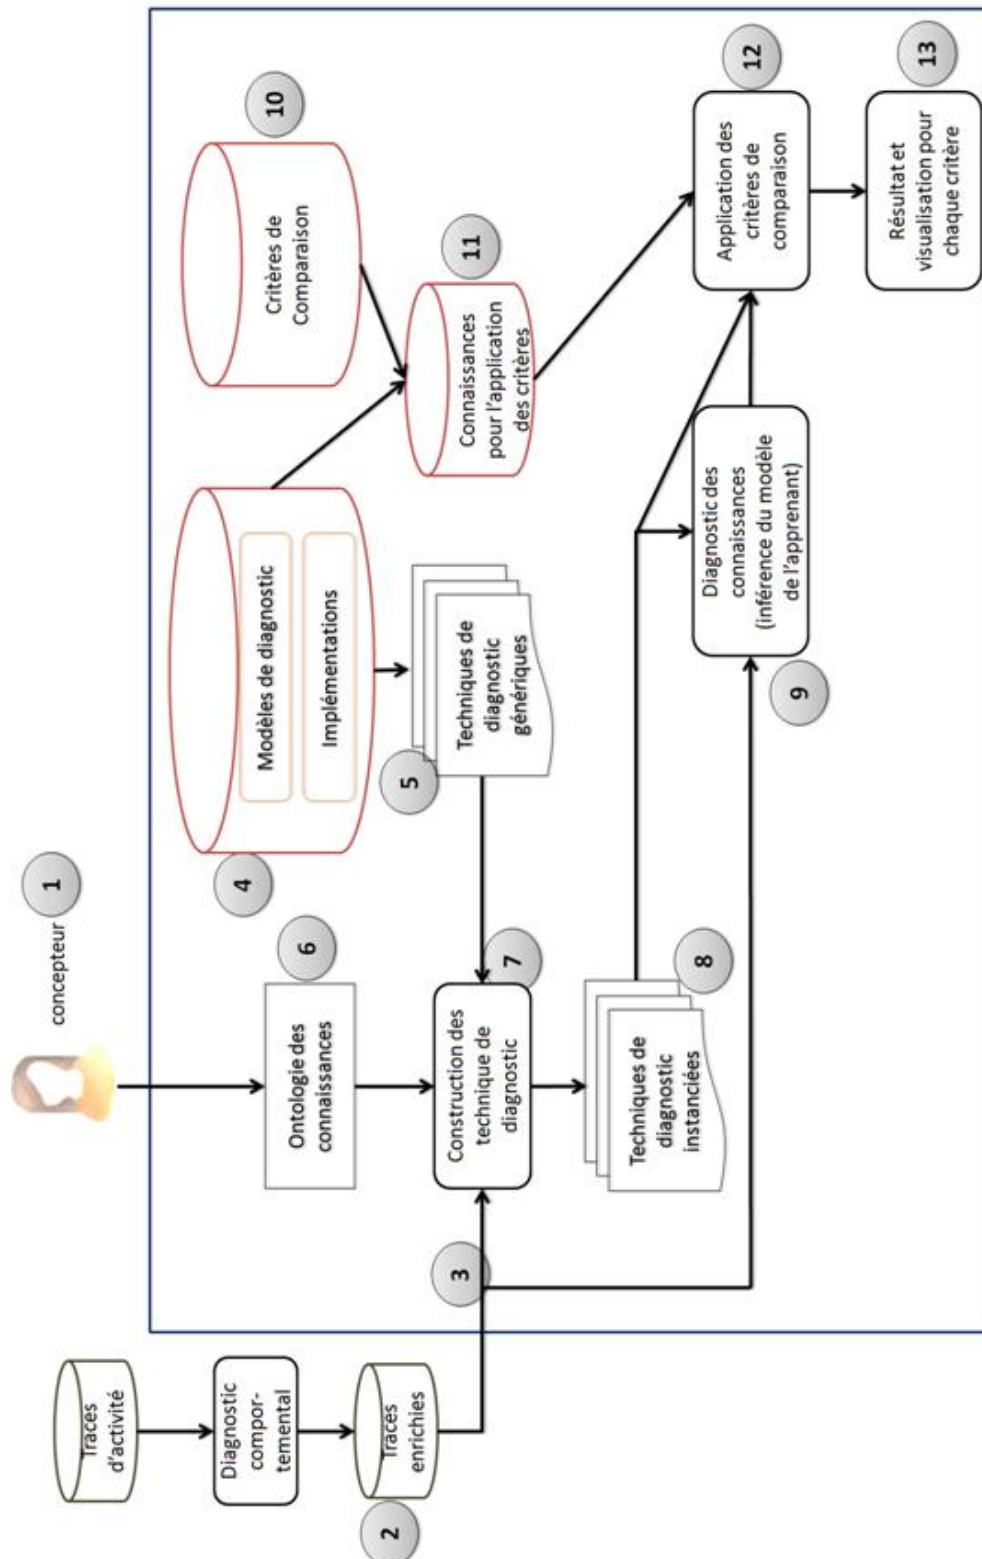 Traces
d'activité
Diagnostic
compor-
temental
Traces
enrichies
2
3
concepteur
1
Ontologie des
connaissances
6
Construction des
technique de
diagnostic
7
Techniques de
diagnostic
instanciées
8
4
Modèles de diagnostic
Implémentations
5
Techniques de
diagnostic
génériques
Critères de
Comparaison
10
Connaissances
pour l'application
des critères
11
Diagnostic des
connaissances
(inférence du modèle
de l'apprenant)
9
Application des
critères de
comparaison
12
Résultat et
visualisation pour
chaque critère
13